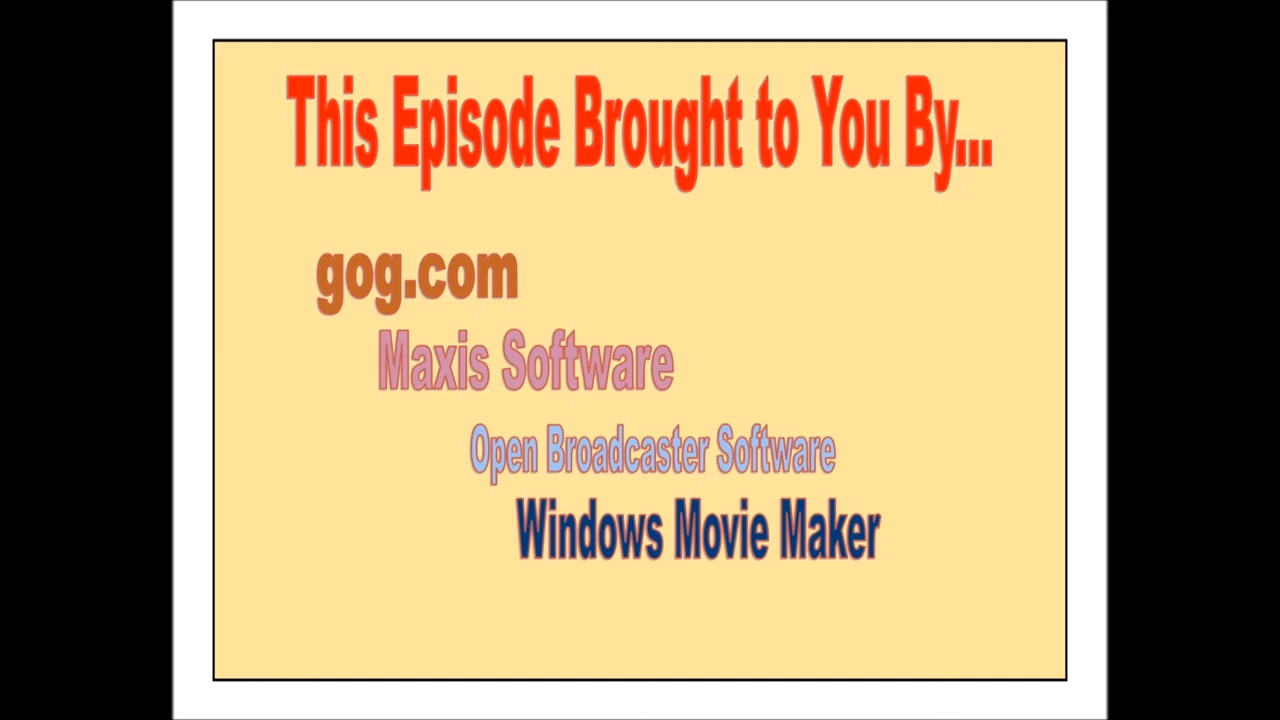 This Episode Brought to You By...
gog.com
Maxis Software
Open Broadcaster Software
Windows Movie Maker